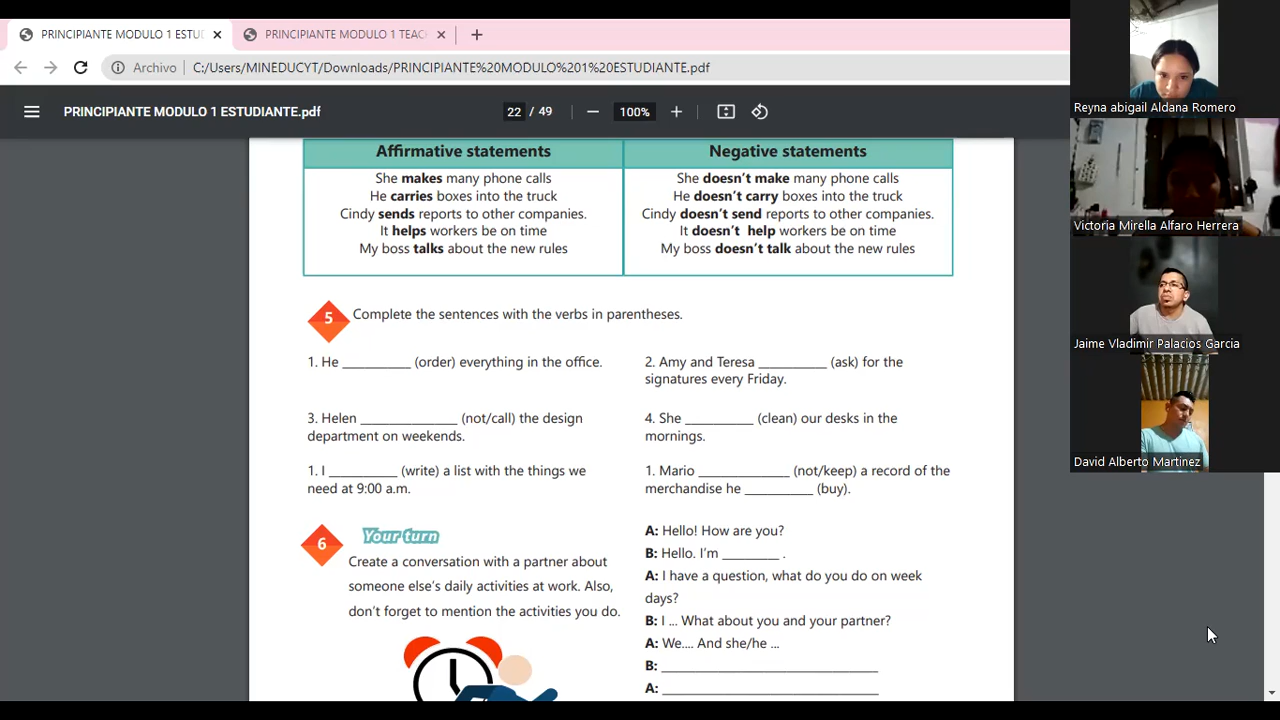 PRINCIPIANTE MODULO 1 ESTUD
PRINCIPIANTE MODULO 1 TEAC
Archivo
C:/Users/MINEDUCYT/Downloads/PRINCIPIANTE%20MODULO%201%20ESTUDIANTE.pdf
PRINCIPIANTE MODULO 1 ESTUDIANTE.pdf
22 / 49
100%
Affirmative statements
She makes many phone calls
He carries boxes into the truck
Cindy sends reports to other companies.
It helps workers be on time
My boss talks about the new rules
Negative statements
She doesn't make many phone calls
He doesn't carry boxes into the truck
Cindy doesn't send reports to other companies.
It doesn't help workers be on time
My boss doesn't talk about the new rules
5 Complete the sentences with the verbs in parentheses.
1. He _________ (order) everything in the office.
2. Amy and Teresa _________ (ask) for the
signatures every Friday.
3. Helen _____________ (not/call) the design
department on weekends.
4. She _________ (clean) our desks in the
mornings.
1. I _________ (write) a list with the things we
need at 9:00 a.m.
1. Mario ____________ (not/keep) a record of the
merchandise he _________ (buy).
6 Your turn
Create a conversation with a partner about
someone else's daily activities at work. Also,
don't forget to mention the activities you do.
A: Hello! How are you?
B: Hello. I'm ________ .
A: I have a question, what do you do on week
days?
B: I ... What about you and your partner?
A: We.... And she/he ...
B: _____________________________
A: _____________________________
Reyna abigail Aldana Romero
Victoria Mirella Alfaro Herrera
Jaime Vladimir Palacios Garcia
David Alberto Martinez